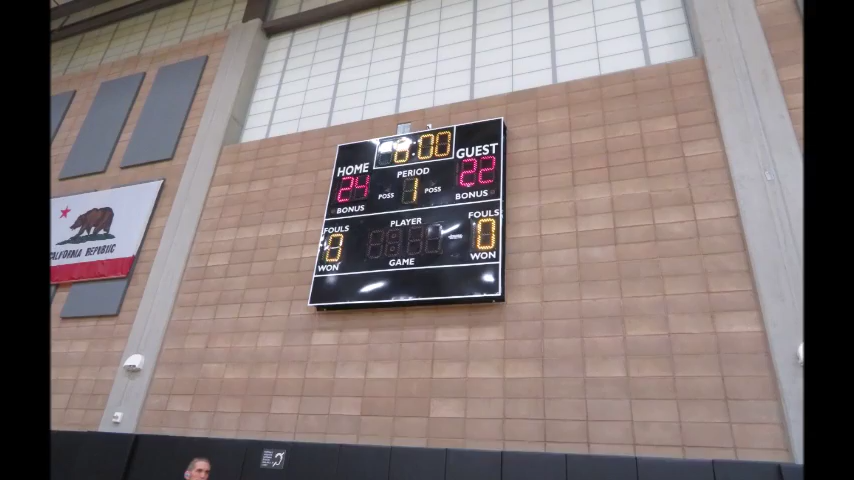 0:00
HOME
GUEST
PERIOD
24
POSS
1
POSS
22
BONUS
BONUS
FOULS
PLAYER
FOULS
0
0
WON
GAME
WON
CALIFORNIA REPUBLIC